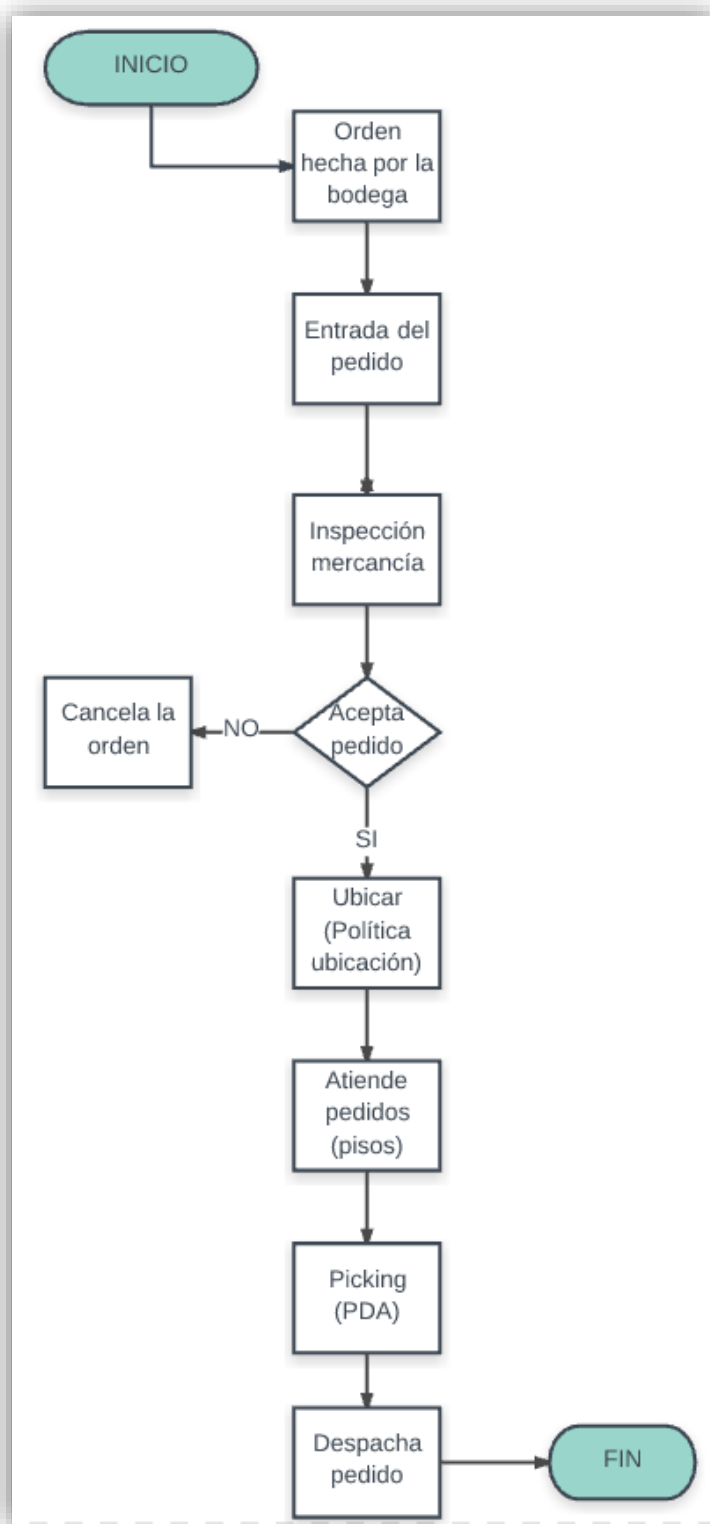 INICIO
Orden
hecha por la
bodega
Entrada del
pedido
Inspección
mercancía
Acepta
pedido
NO
Cancela la
orden
SI
Ubicar
(Política
ubicación)
Atiende
pedidos
(pisos)
Picking
(PDA)
Despacha
pedido
FIN